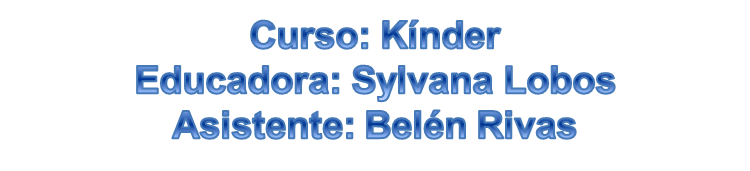 Curso: Kínder
Educadora: Sylvana Lobos
Asistente: Belén Rivas